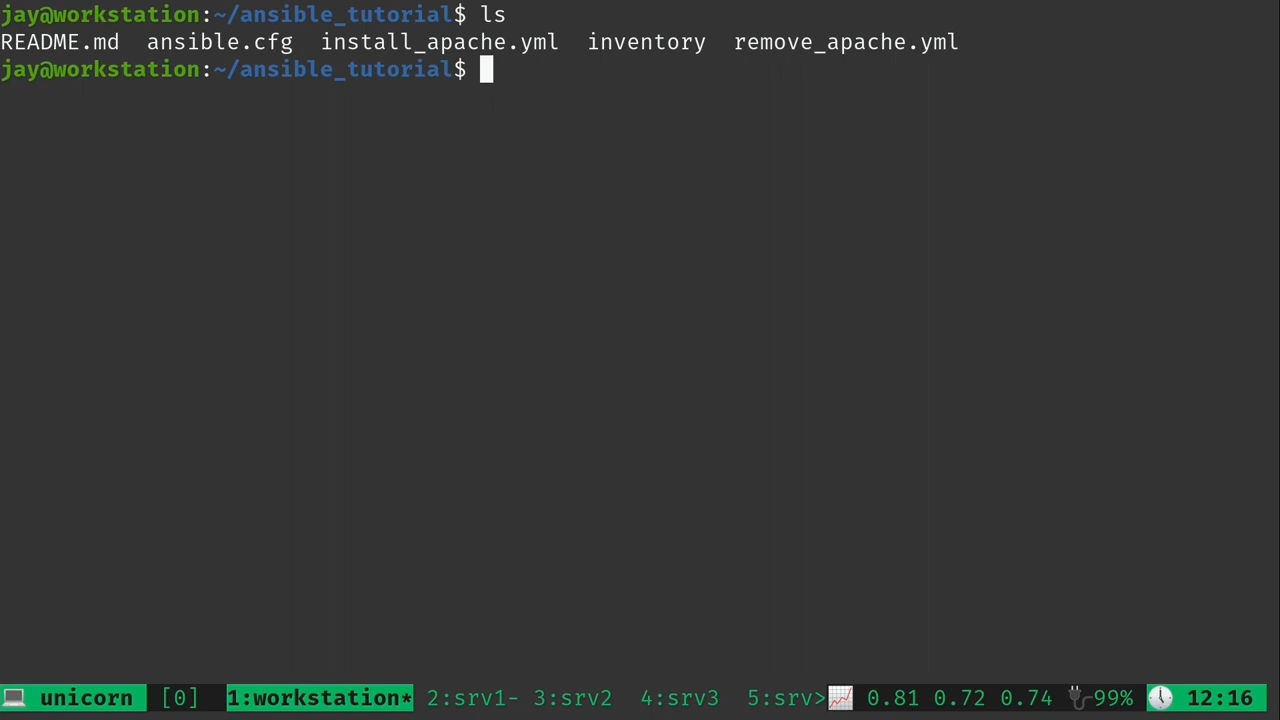 jay@workstation:~/ansible_tutorial$ ls
README.md  ansible.cfg  install_apache.yml  inventory  remove_apache.yml
jay@workstation:~/ansible_tutorial$
unicorn [0] 1:workstation* 2:srv1- 3:srv2 4:srv3 5:srv> 0.81 0.72 0.74 99% 12:16